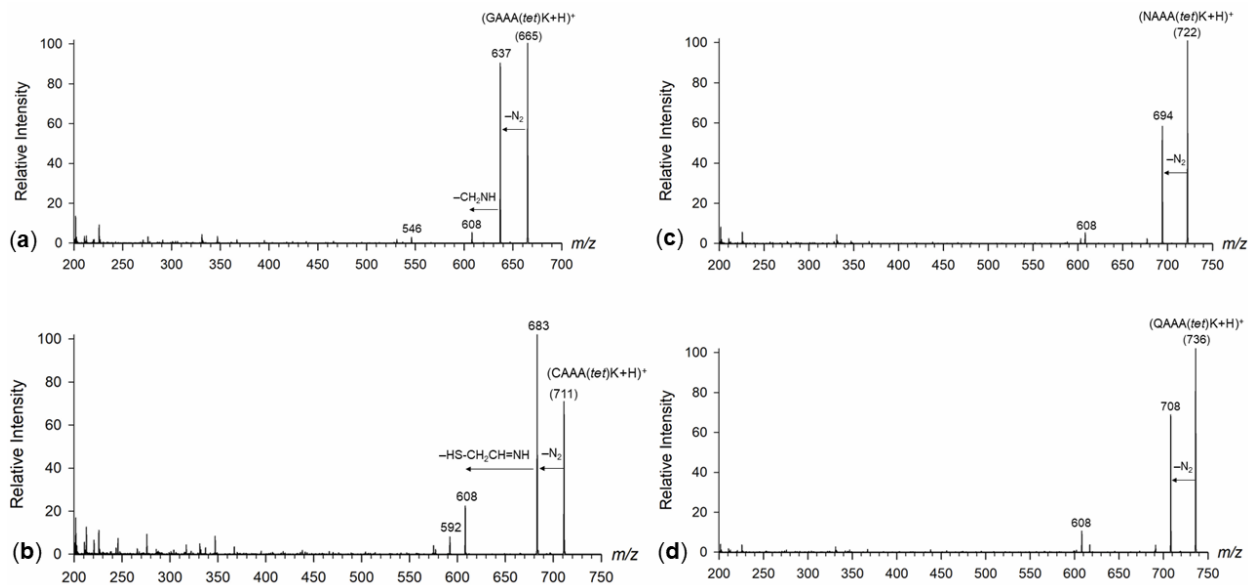 (GAAA(tet)K+H)⁺
(665)
637
–N₂
–CH₂NH
608
546
Relative Intensity
100
80
60
40
20
0
200 250 300 350 400 450 500 550 600 650 700
m/z
(a)
(CAAA(tet)K+H)⁺
(711)
683
–HS-CH₂CH=NH
–N₂
608
592
Relative Intensity
100
80
60
40
20
0
200 250 300 350 400 450 500 550 600 650 700 750
m/z
(b)
(NAAA(tet)K+H)⁺
(722)
694
–N₂
608
Relative Intensity
100
80
60
40
20
0
200 250 300 350 400 450 500 550 600 650 700 750
m/z
(c)
(QAAA(tet)K+H)⁺
(736)
708
–N₂
608
Relative Intensity
100
80
60
40
20
0
200 250 300 350 400 450 500 550 600 650 700 750
m/z
(d)